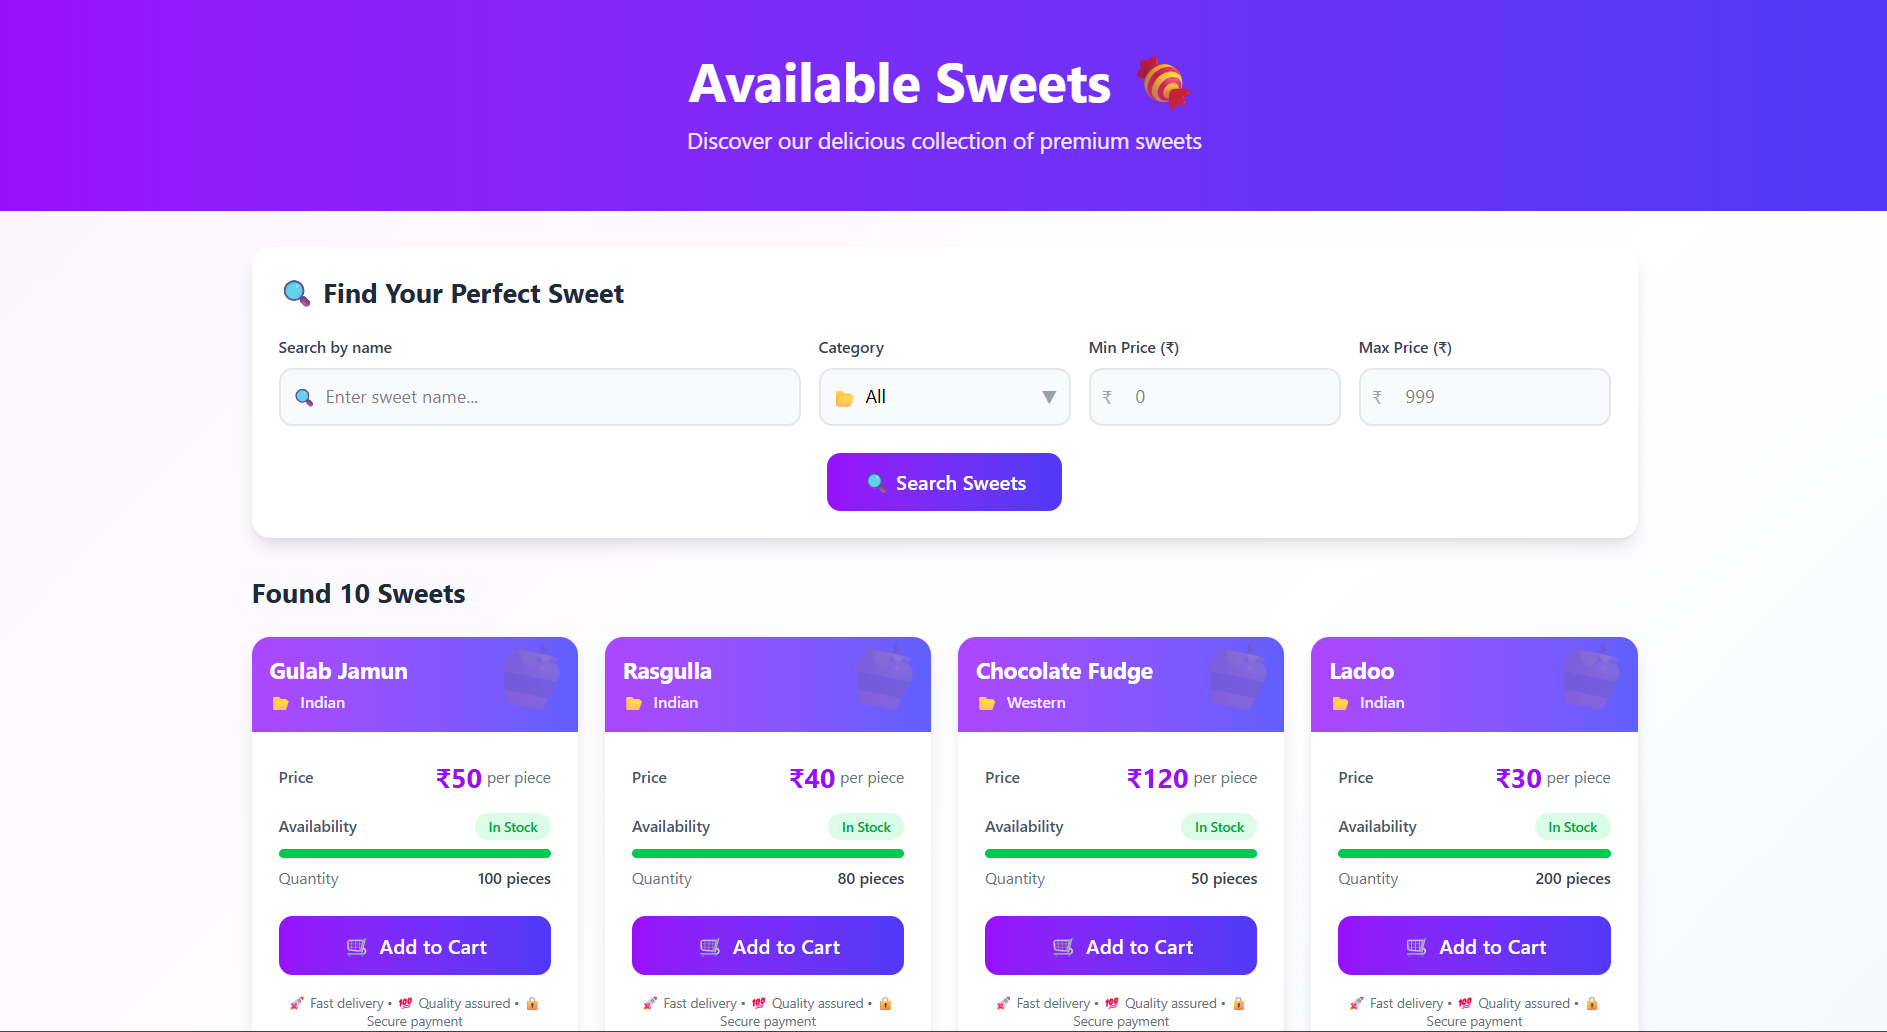 Available Sweets
Discover our delicious collection of premium sweets
Find Your Perfect Sweet
Search by name
Category
Min Price (₹)
Max Price (₹)
Enter sweet name...
All
₹ 0
₹ 999
Search Sweets
Found 10 Sweets
Gulab Jamun
Indian
Price ₹50 per piece
Availability In Stock
Quantity 100 pieces
Add to Cart
Fast delivery • 💯 Quality assured •
Secure payment
Rasgulla
Indian
Price ₹40 per piece
Availability In Stock
Quantity 80 pieces
Add to Cart
Fast delivery • 💯 Quality assured •
Secure payment
Chocolate Fudge
Western
Price ₹120 per piece
Availability In Stock
Quantity 50 pieces
Add to Cart
Fast delivery • 💯 Quality assured •
Secure payment
Ladoo
Indian
Price ₹30 per piece
Availability In Stock
Quantity 200 pieces
Add to Cart
Fast delivery • 💯 Quality assured •
Secure payment